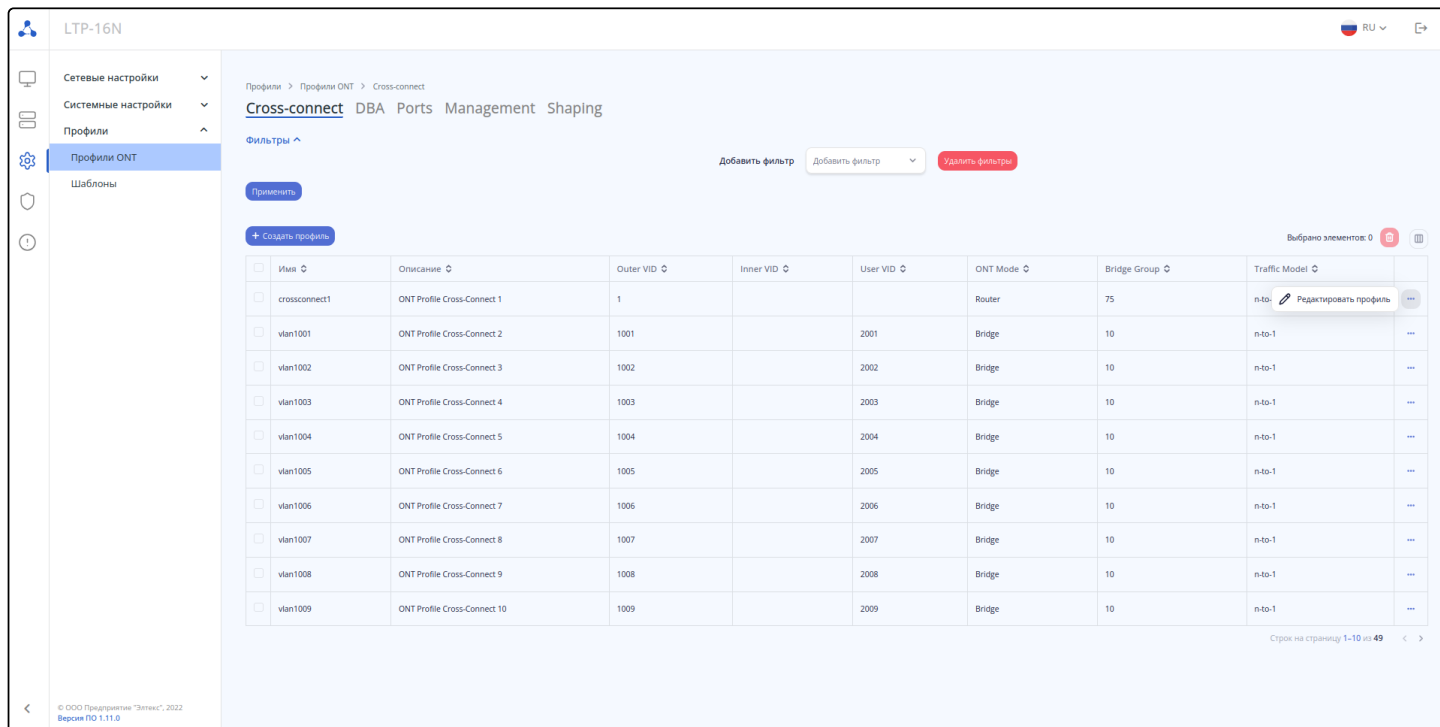 LTP-16N
RU
Сетевые настройки
Системные настройки
Профили
Профили ONT
Шаблоны
Профили > Профили ONT > Cross-connect
Cross-connect DBA Ports Management Shaping
Фильтры
Добавить фильтр Добавить фильтр Удалить фильтры
Применить
+ Создать профиль
Выбрано элементов: 0
Имя Описание Outer VID Inner VID User VID ONT Mode Bridge Group Traffic Model
crossconnect1 ONT Profile Cross-Connect 1 1 Router 75 n-to- Редактировать профиль
vlan1001 ONT Profile Cross-Connect 2 1001 2001 Bridge 10 n-to-1
vlan1002 ONT Profile Cross-Connect 3 1002 2002 Bridge 10 n-to-1
vlan1003 ONT Profile Cross-Connect 4 1003 2003 Bridge 10 n-to-1
vlan1004 ONT Profile Cross-Connect 5 1004 2004 Bridge 10 n-to-1
vlan1005 ONT Profile Cross-Connect 6 1005 2005 Bridge 10 n-to-1
vlan1006 ONT Profile Cross-Connect 7 1006 2006 Bridge 10 n-to-1
vlan1007 ONT Profile Cross-Connect 8 1007 2007 Bridge 10 n-to-1
vlan1008 ONT Profile Cross-Connect 9 1008 2008 Bridge 10 n-to-1
vlan1009 ONT Profile Cross-Connect 10 1009 2009 Bridge 10 n-to-1
Строк на страницу 1–10 из 49
© ООО Предприятие "Элтекс", 2022
Версия ПО 1.11.0